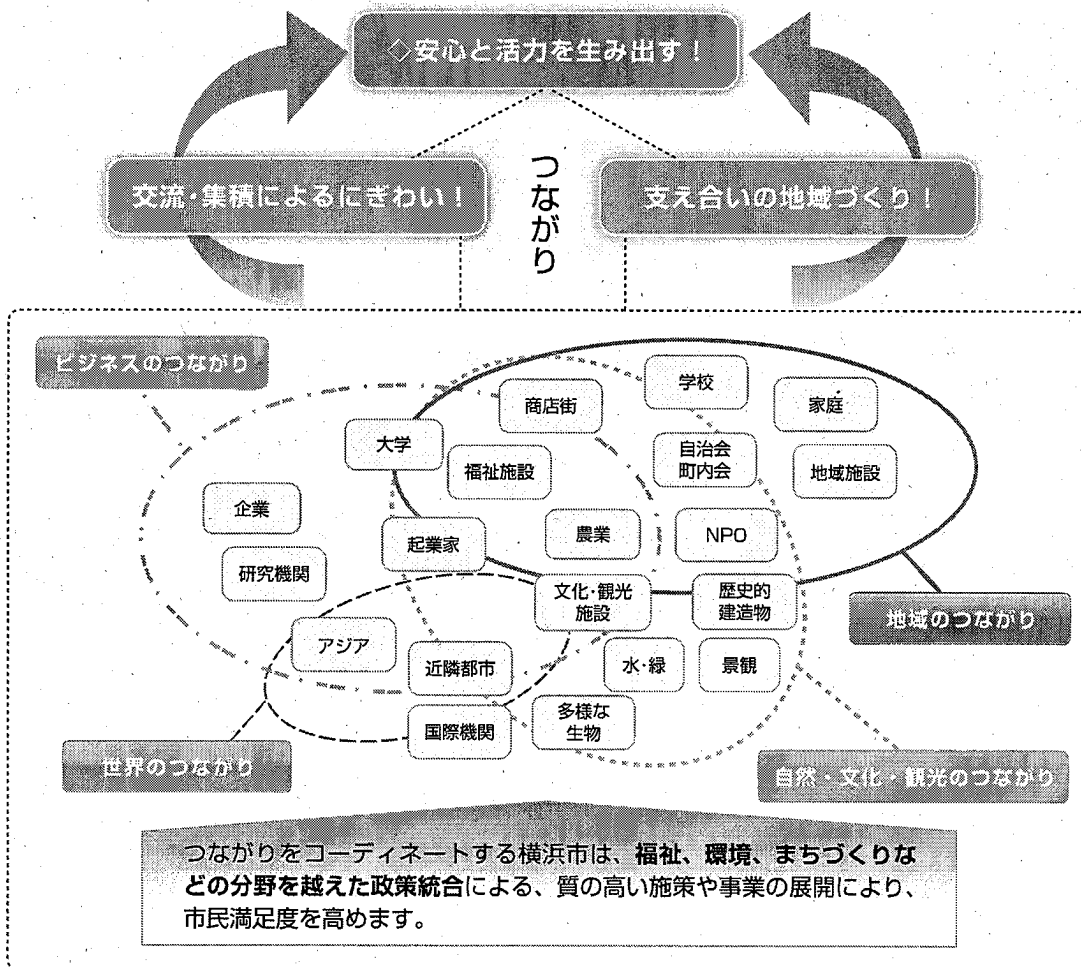 ◇安心と活力を生み出す！
交流・集積によるにぎわい！
つながり
支え合いの地域づくり！
ビジネスのつながり
学校
商店街
家庭
大学
自治会
町内会
福祉施設
地域施設
企業
起業家
農業
NPO
研究機関
文化・観光
施設
歴史的
建造物
地域のつながり
アジア
近隣都市
水・緑
景観
国際機関
多様な
生物
世界のつながり
自然・文化・観光のつながり
つながりをコーディネートする横浜市は、福祉、環境、まちづくりな
どの分野を越えた政策統合による、質の高い施策や事業の展開により、
市民満足度を高めます。